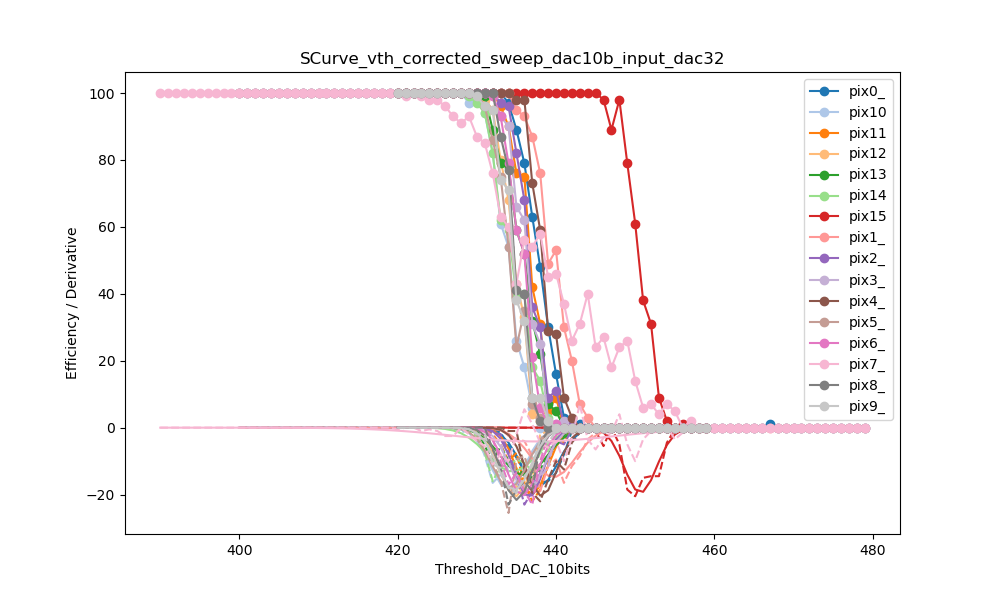 SCurve_vth_corrected_sweep_dac10b_input_dac32
Efficiency / Derivative
100
80
60
40
20
0
−20
400
420
440
460
480
Threshold_DAC_10bits
pix0_
pix10
pix11
pix12
pix13
pix14
pix15
pix1_
pix2_
pix3_
pix4_
pix5_
pix6_
pix7_
pix8_
pix9_